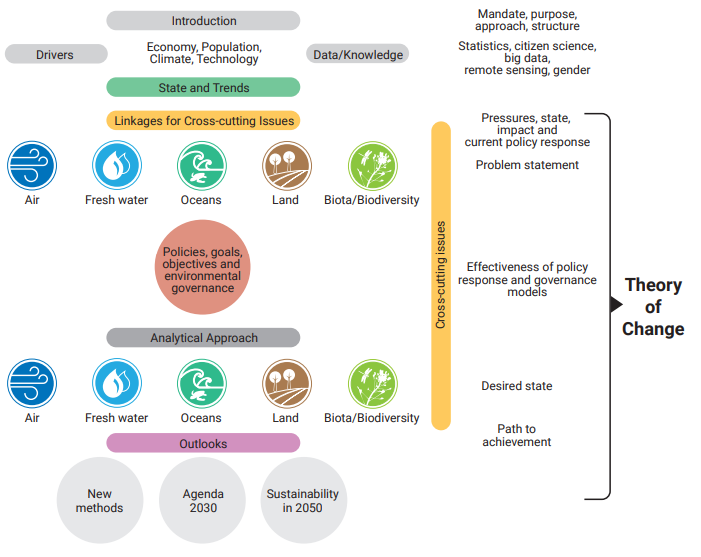 Introduction
Mandate, purpose,
approach, structure
Drivers
Economy, Population,
Climate, Technology
Data/Knowledge
Statistics, citizen science,
big data,
remote sensing, gender
State and Trends
Linkages for Cross-cutting Issues
Pressures, state,
impact and
current policy response
Problem statement
Air
Fresh water
Oceans
Land
Biota/Biodiversity
Cross-cutting issues
Policies, goals,
objectives and
environmental
governance
Effectiveness of policy
response and governance
models
Theory
of
Change
Analytical Approach
Air
Fresh water
Oceans
Land
Biota/Biodiversity
Desired state
Path to
achievement
Outlooks
New
methods
Agenda
2030
Sustainability
in 2050